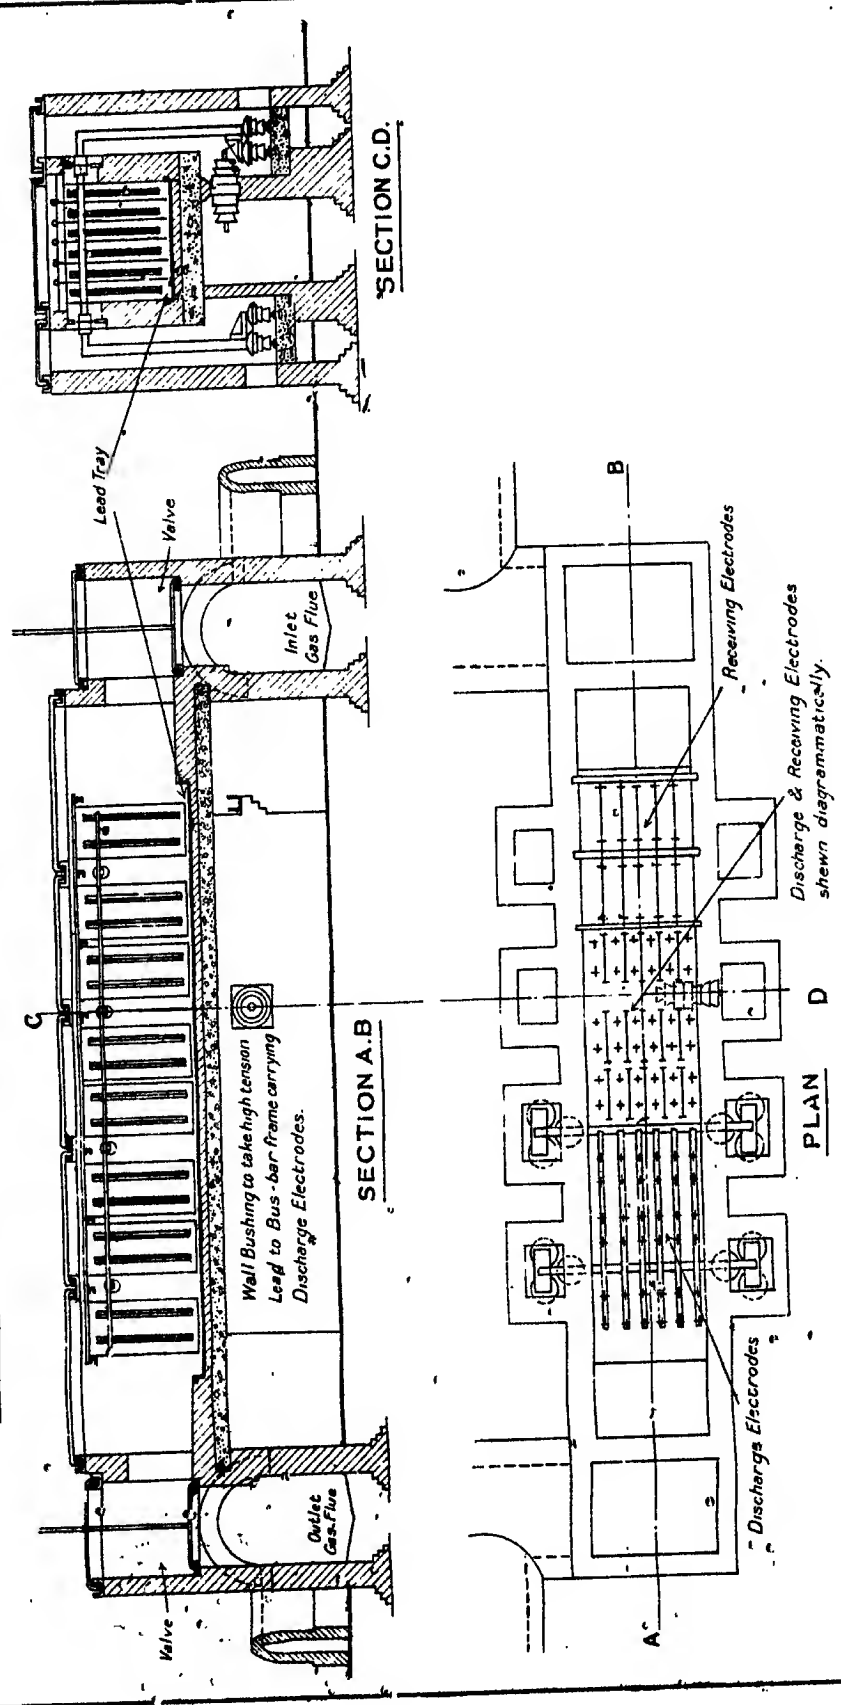 Valve
Outlet
Gas Flue
C
Wall Bushing to take high tension
Lead to Bus-bar frame carrying
Discharge Electrodes.
Inlet
Gas Flue
Valve
Lead Tray
SECTION A.B
SECTION C.D.
A
B
Discharge Electrodes
Receiving Electrodes
Discharge & Receiving Electrodes
shewn diagrammatically.
PLAN
D